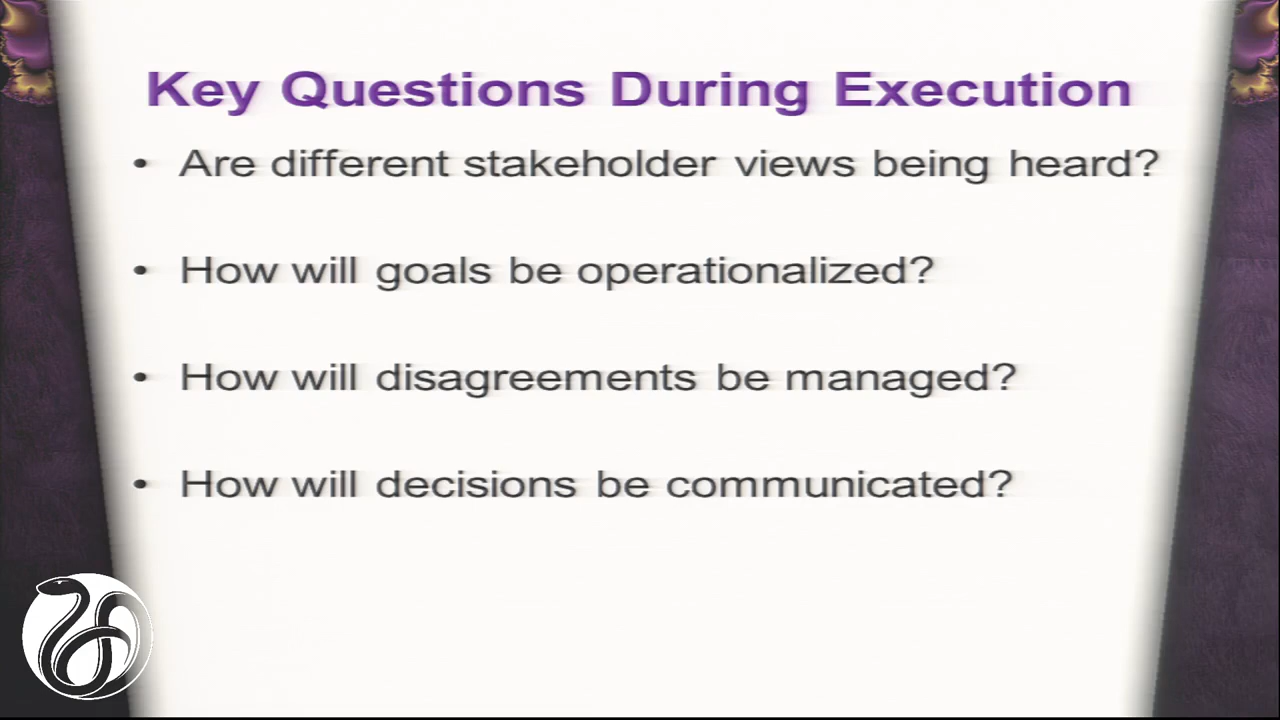 Key Questions During Execution
• Are different stakeholder views being heard?
• How will goals be operationalized?
• How will disagreements be managed?
• How will decisions be communicated?